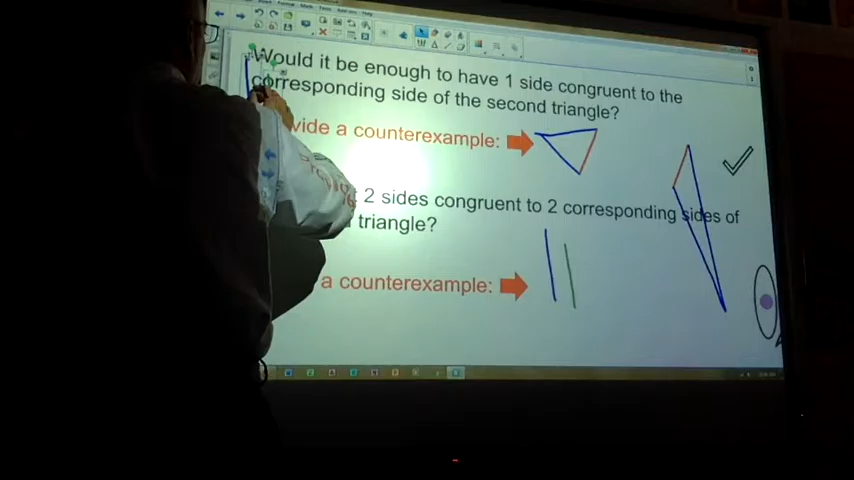 Would it be enough to have 1 side congruent to the
corresponding side of the second triangle?
vide a counterexample:
2 sides congruent to 2 corresponding sides of
triangle?
a counterexample: